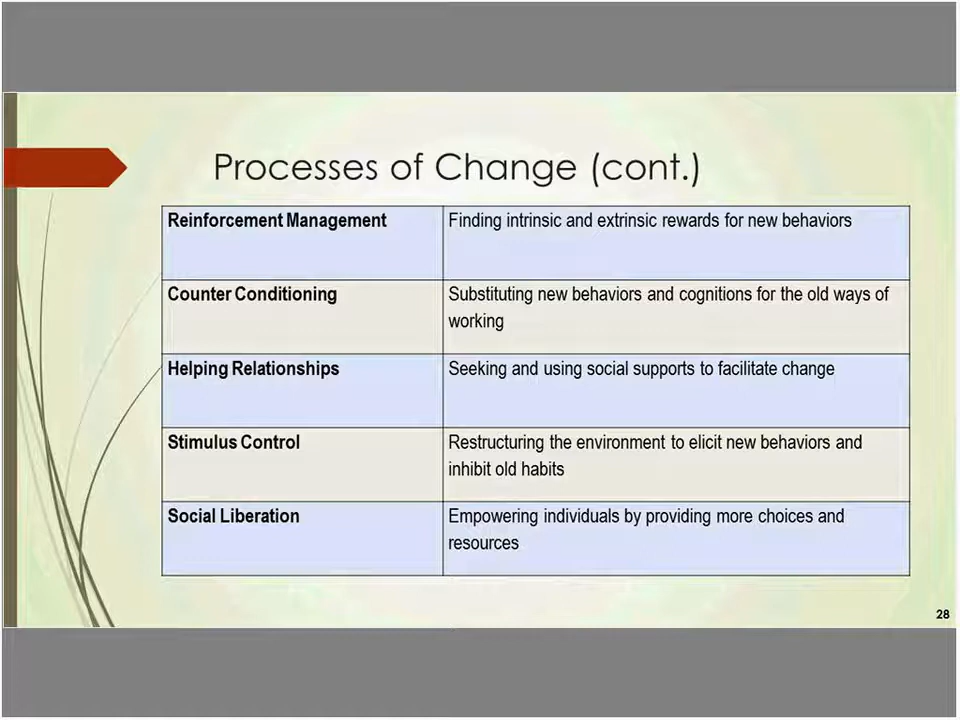 Processes of Change (cont.)
Reinforcement Management
Finding intrinsic and extrinsic rewards for new behaviors
Counter Conditioning
Substituting new behaviors and cognitions for the old ways of
working
Helping Relationships
Seeking and using social supports to facilitate change
Stimulus Control
Restructuring the environment to elicit new behaviors and
inhibit old habits
Social Liberation
Empowering individuals by providing more choices and
resources
28